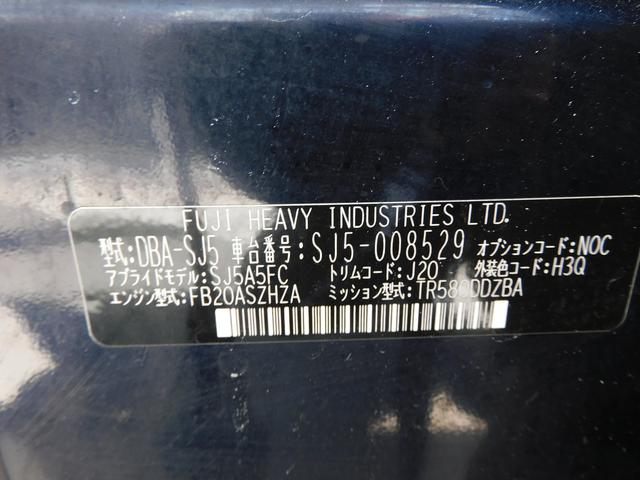 FUJI HEAVY INDUSTRIES LTD.
型式:DBA-SJ5 車台番号:SJ5-008529 オプションコード:NOC
アプライドモデル:SJ5A5FC トリムコード:J20 外装色コード:H3Q
エンジン型式:FB20ASZHZA ミッション型式:TR580DDZBA